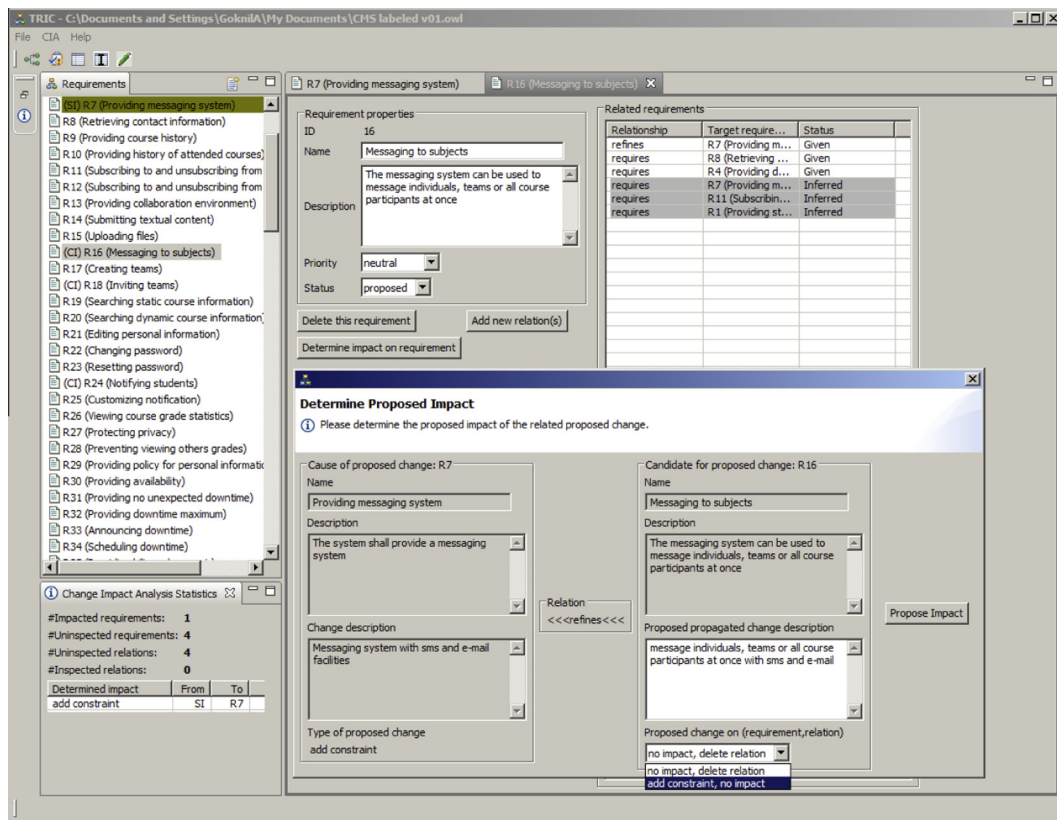 TRIC - C:\Documents and Settings\GoknilA\My Documents\CMS labeled v01.owl
File CIA Help
Requirements
(SI) R7 (Providing messaging system)
R8 (Retrieving contact information)
R9 (Providing course history)
R10 (Providing history of attended courses)
R11 (Subscribing to and unsubscribing from
R12 (Subscribing to and unsubscribing from
R13 (Providing collaboration environment)
R14 (Submitting textual content)
R15 (Uploading files)
(CI) R16 (Messaging to subjects)
R17 (Creating teams)
(CI) R18 (Inviting teams)
R19 (Searching static course information)
R20 (Searching dynamic course information)
R21 (Editing personal information)
R22 (Changing password)
R23 (Resetting password)
(CI) R24 (Notifying students)
R25 (Customizing notification)
R26 (Viewing course grade statistics)
R27 (Protecting privacy)
R28 (Preventing viewing others grades)
R29 (Providing policy for personal informatic
R30 (Providing availability)
R31 (Providing no unexpected downtime)
R32 (Providing downtime maximum)
R33 (Announcing downtime)
R34 (Scheduling downtime)
Change Impact Analysis Statistics
#Impacted requirements: 1
#Uninspected requirements: 4
#Uninspected relations: 4
#Inspected relations: 0
Determined impact From To
add constraint SI R7
R7 (Providing messaging system)
R16 (Messaging to subjects)
Requirement properties
ID 16
Name Messaging to subjects
Description
The messaging system can be used to
message individuals, teams or all course
participants at once
Priority neutral
Status proposed
Delete this requirement
Add new relation(s)
Determine impact on requirement
Related requirements
Relationship Target require... Status
refines R7 (Providing m... Given
requires R8 (Retrieving ... Given
requires R4 (Providing d... Given
requires R7 (Providing m... Inferred
requires R11 (Subscribin... Inferred
requires R1 (Providing st... Inferred
Determine Proposed Impact
Please determine the proposed impact of the related proposed change.
Cause of proposed change: R7
Name
Providing messaging system
Description
The system shall provide a messaging
system
Change description
Messaging system with sms and e-mail
facilities
Type of proposed change
add constraint
Relation
<<<refines<<<
Candidate for proposed change: R16
Name
Messaging to subjects
Description
The messaging system can be used to
message individuals, teams or all course
participants at once
Proposed propagated change description
message individuals, teams or all course
participants at once with sms and e-mail
Proposed change on (requirement,relation)
no impact, delete relation
no impact, delete relation
add constraint, no impact
Propose Impact